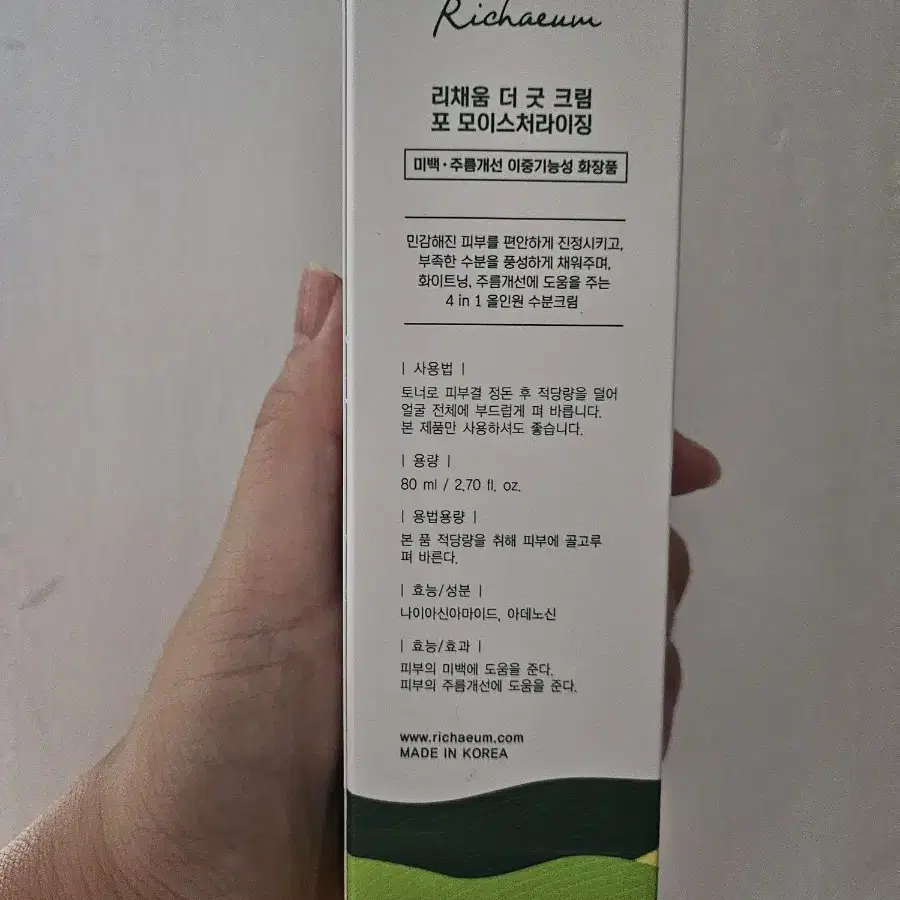 Richaeum
리채움 더 굿 크림
포 모이스처라이징
미백·주름개선 이중기능성 화장품
민감해진 피부를 편안하게 진정시키고,
부족한 수분을 풍성하게 채워주며,
화이트닝, 주름개선에 도움을 주는
4 in 1 올인원 수분크림
| 사용법 |
토너로 피부결 정돈 후 적당량을 덜어
얼굴 전체에 부드럽게 펴 바릅니다.
본 제품만 사용하셔도 좋습니다.
| 용량 |
80 ml / 2.70 fl. oz.
| 용법용량 |
본 품 적당량을 취해 피부에 골고루
펴 바른다.
| 효능/성분 |
나이아신아마이드, 아데노신
| 효능/효과 |
피부의 미백에 도움을 준다.
피부의 주름개선에 도움을 준다.
www.richaeum.com
MADE IN KOREA